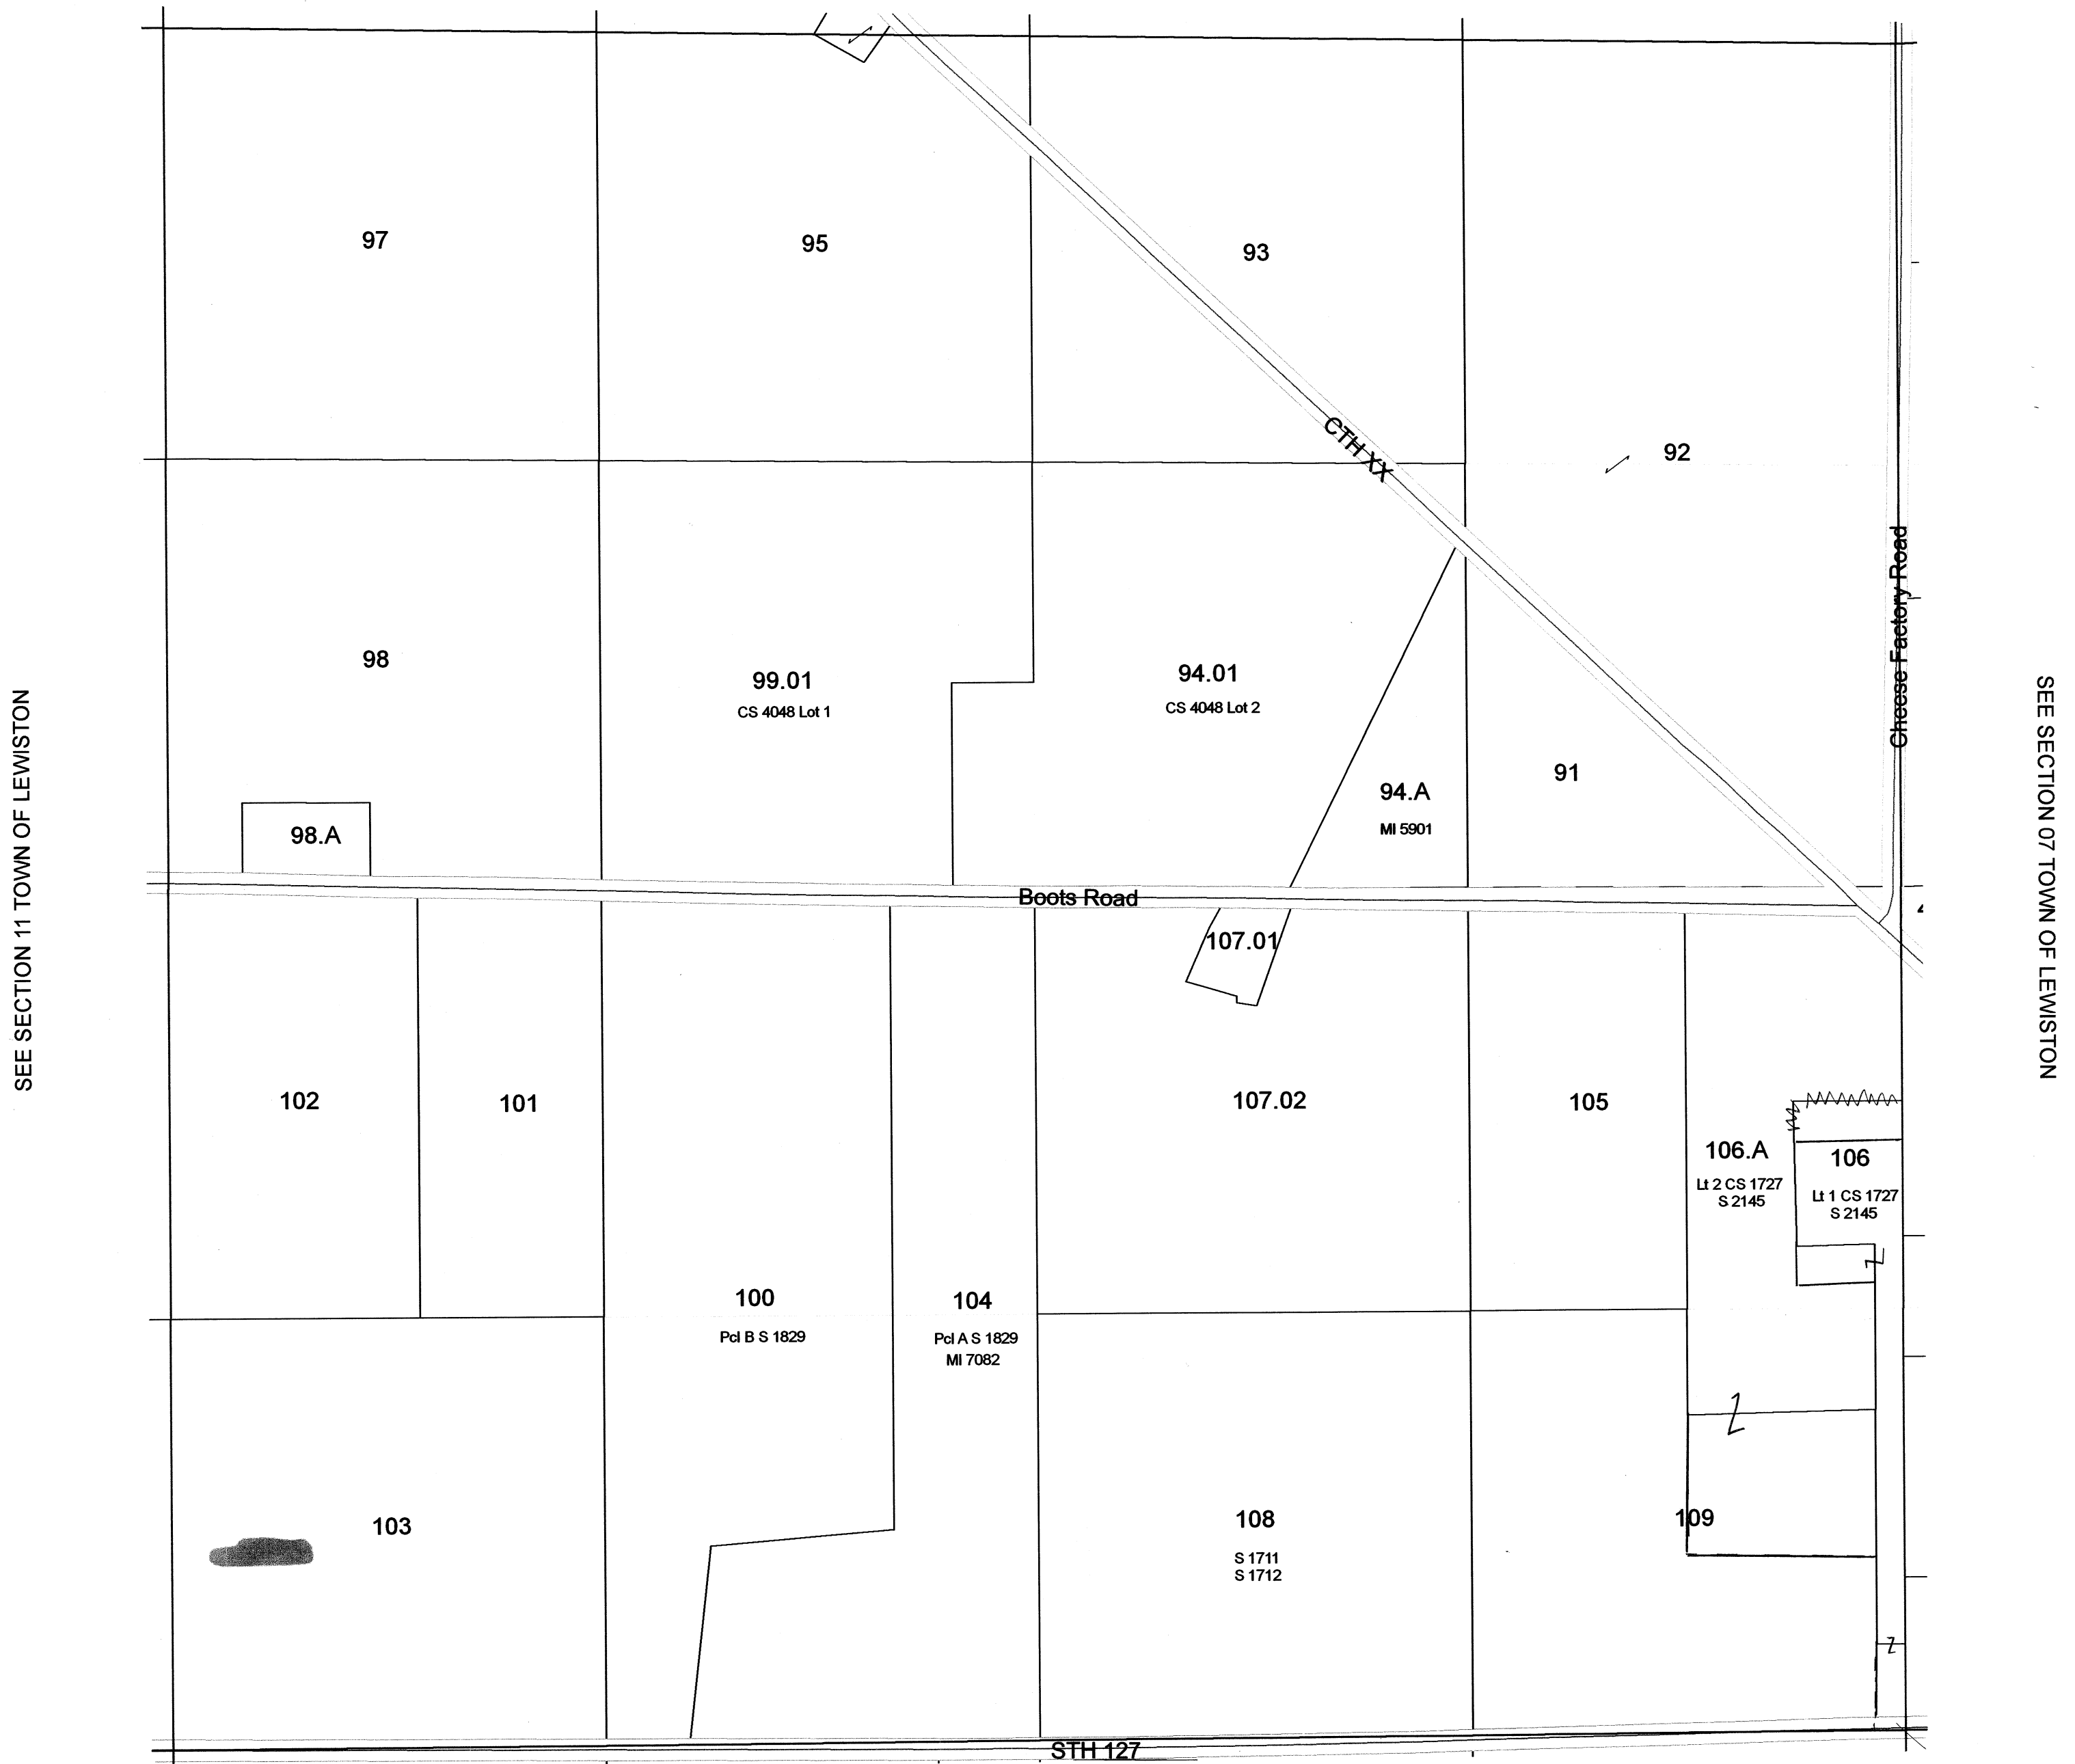 97
95
93
CTH XX
92
Cheese Factory Road
98
99.01
CS 4048 Lot 1
94.01
CS 4048 Lot 2
94.A
MI 5901
91
98.A
SEE SECTION 11 TOWN OF LEWISTON
SEE SECTION 07 TOWN OF LEWISTON
Boots Road
107.01
102
101
107.02
105
106.A
Lt 2 CS 1727
S 2145
106
Lt 1 CS 1727
S 2145
100
Pcl B S 1829
104
Pcl A S 1829
MI 7082
103
108
S 1711
S 1712
109
STH 127